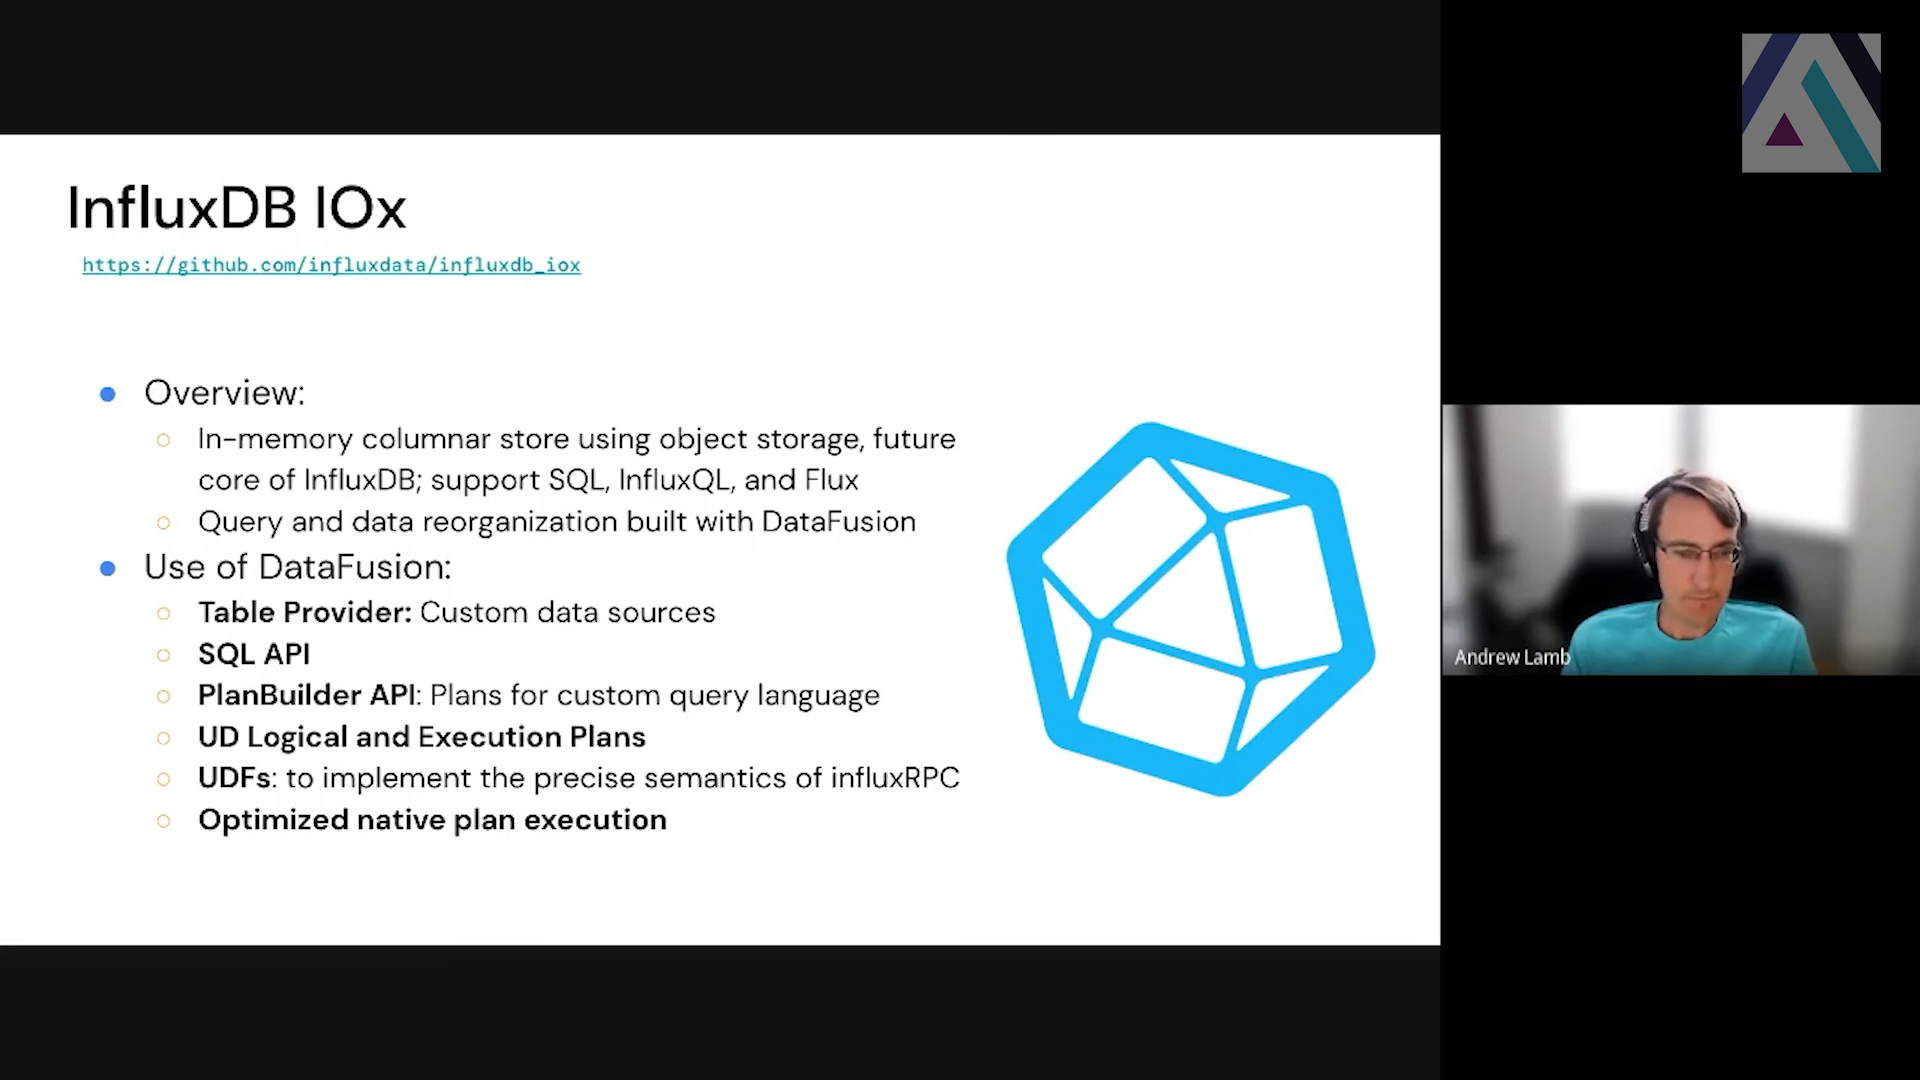 InfluxDB IOx
https://github.com/influxdata/influxdb_iox
● Overview:
○ In-memory columnar store using object storage, future
core of InfluxDB; support SQL, InfluxQL, and Flux
○ Query and data reorganization built with DataFusion
● Use of DataFusion:
○ Table Provider: Custom data sources
○ SQL API
○ PlanBuilder API: Plans for custom query language
○ UD Logical and Execution Plans
○ UDFs: to implement the precise semantics of influxRPC
○ Optimized native plan execution
Andrew Lamb